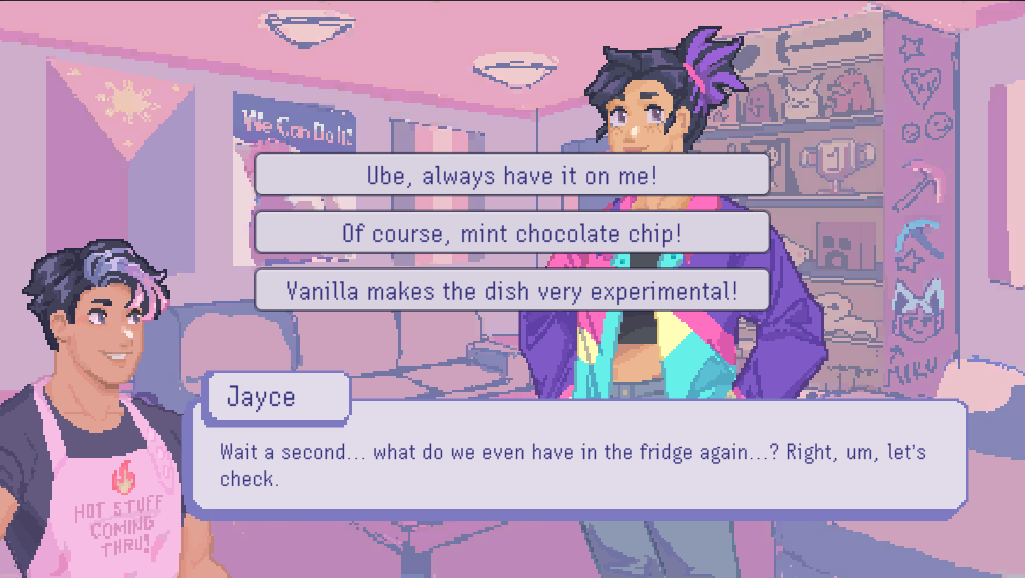 We Can Do It!
Ube, always have it on me!
Of course, mint chocolate chip!
Vanilla makes the dish very experimental!
Jayce
Wait a second... what do we even have in the fridge again...? Right, um, let's
check.
HOT STUFF
COMING
THRU!
MIKU